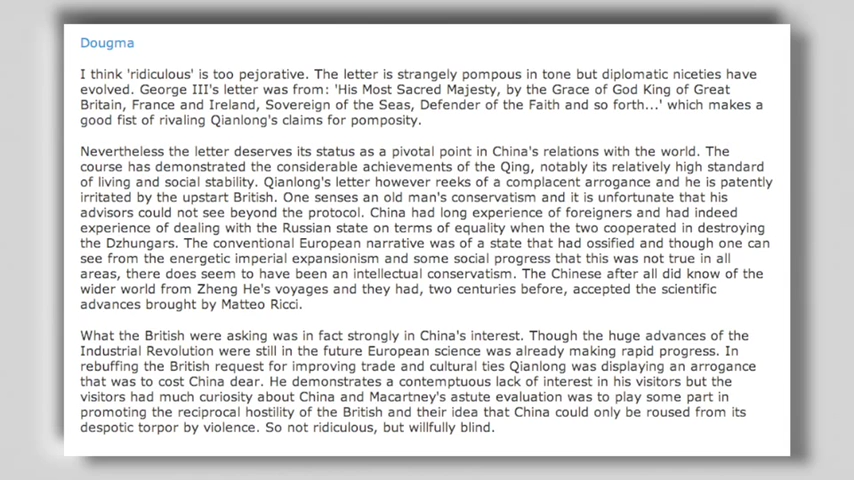 Dougma
I think 'ridiculous' is too pejorative. The letter is strangely pompous in tone but diplomatic niceties have
evolved. George III's letter was from: 'His Most Sacred Majesty, by the Grace of God King of Great
Britain, France and Ireland, Sovereign of the Seas, Defender of the Faith and so forth...' which makes a
good fist of rivaling Qianlong's claims for pomposity.
Nevertheless the letter deserves its status as a pivotal point in China's relations with the world. The
course has demonstrated the considerable achievements of the Qing, notably its relatively high standard
of living and social stability. Qianlong's letter however reeks of a complacent arrogance and he is patently
irritated by the upstart British. One senses an old man's conservatism and it is unfortunate that his
advisors could not see beyond the protocol. China had long experience of foreigners and had indeed
experience of dealing with the Russian state on terms of equality when the two cooperated in destroying
the Dzhungars. The conventional European narrative was of a state that had ossified and though one can
see from the energetic imperial expansionism and some social progress that this was not true in all
areas, there does seem to have been an intellectual conservatism. The Chinese after all did know of the
wider world from Zheng He's voyages and they had, two centuries before, accepted the scientific
advances brought by Matteo Ricci.
What the British were asking was in fact strongly in China's interest. Though the huge advances of the
Industrial Revolution were still in the future European science was already making rapid progress. In
rebuffing the British request for improving trade and cultural ties Qianlong was displaying an arrogance
that was to cost China dear. He demonstrates a contemptuous lack of interest in his visitors but the
visitors had much curiosity about China and Macartney's astute evaluation was to play some part in
promoting the reciprocal hostility of the British and their idea that China could only be roused from its
despotic torpor by violence. So not ridiculous, but willfully blind.